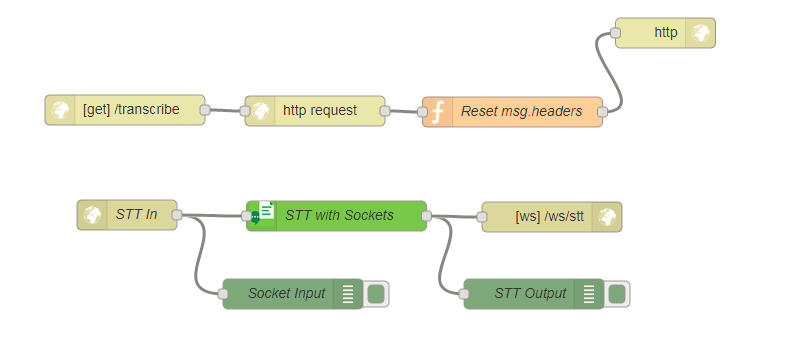 http
[get] /transcribe
http request
Reset msg.headers
STT In
STT with Sockets
[ws] /ws/stt
Socket Input
STT Output